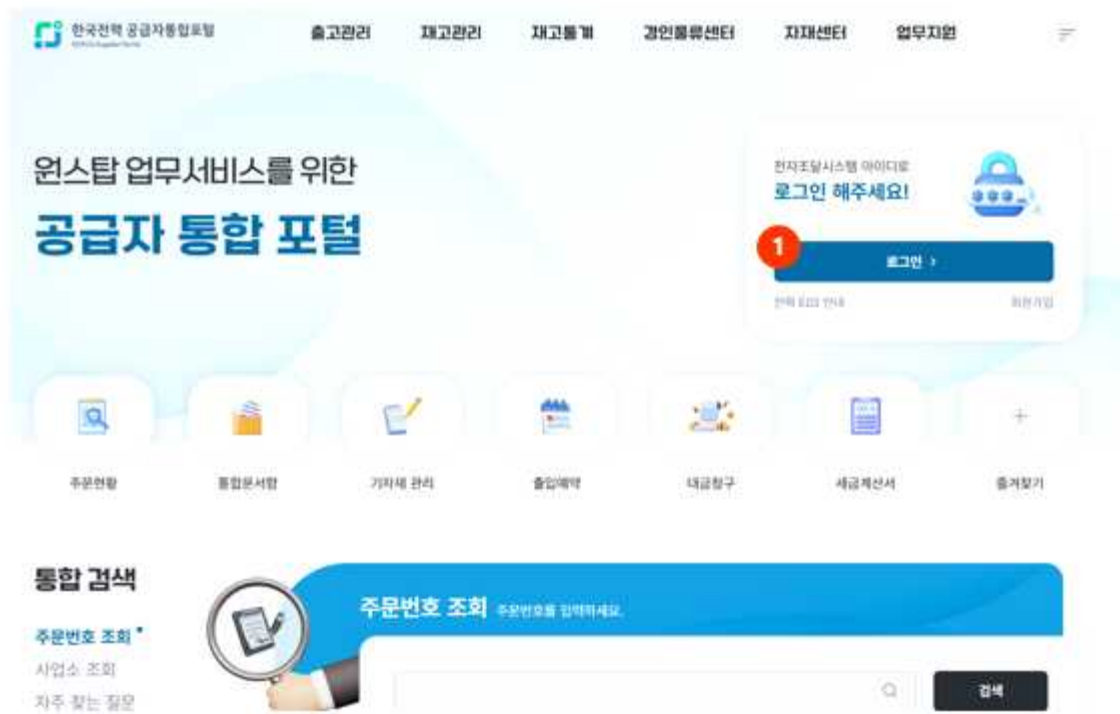 한국전력 공급자통합포털
출고관리 재고관리 재고통계 경인물류센터 자재센터 업무지원
원스탑 업무서비스를 위한
공급자 통합 포털
전자조달시스템 아이디로
로그인 해주세요!
1
로그인 >
안내 회원가입
주문현황 통합문서함 기자재 관리 출입예약 대금청구 세금계산서 즐겨찾기
통합 검색
주문번호 조회
사업소 조회
자주 찾는 질문
주문번호 조회 주문번호를 입력하세요.
검색